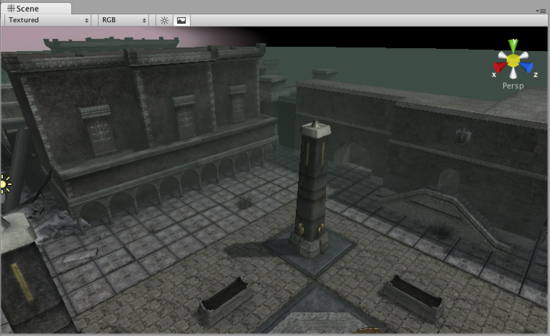 Scene
Textured
RGB
y
x
z
Persp